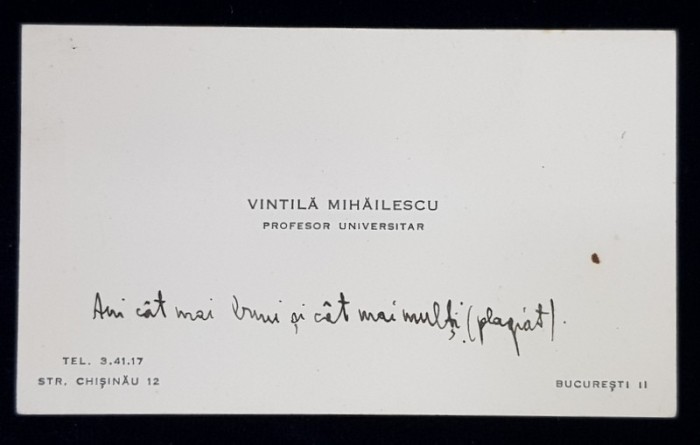 VINTILĂ MIHĂILESCU
PROFESOR UNIVERSITAR
Ani cât mai buni și cât mai mulți. (plagiat).
TEL. 3.41.17
STR. CHIȘINĂU 12
BUCUREȘTI II